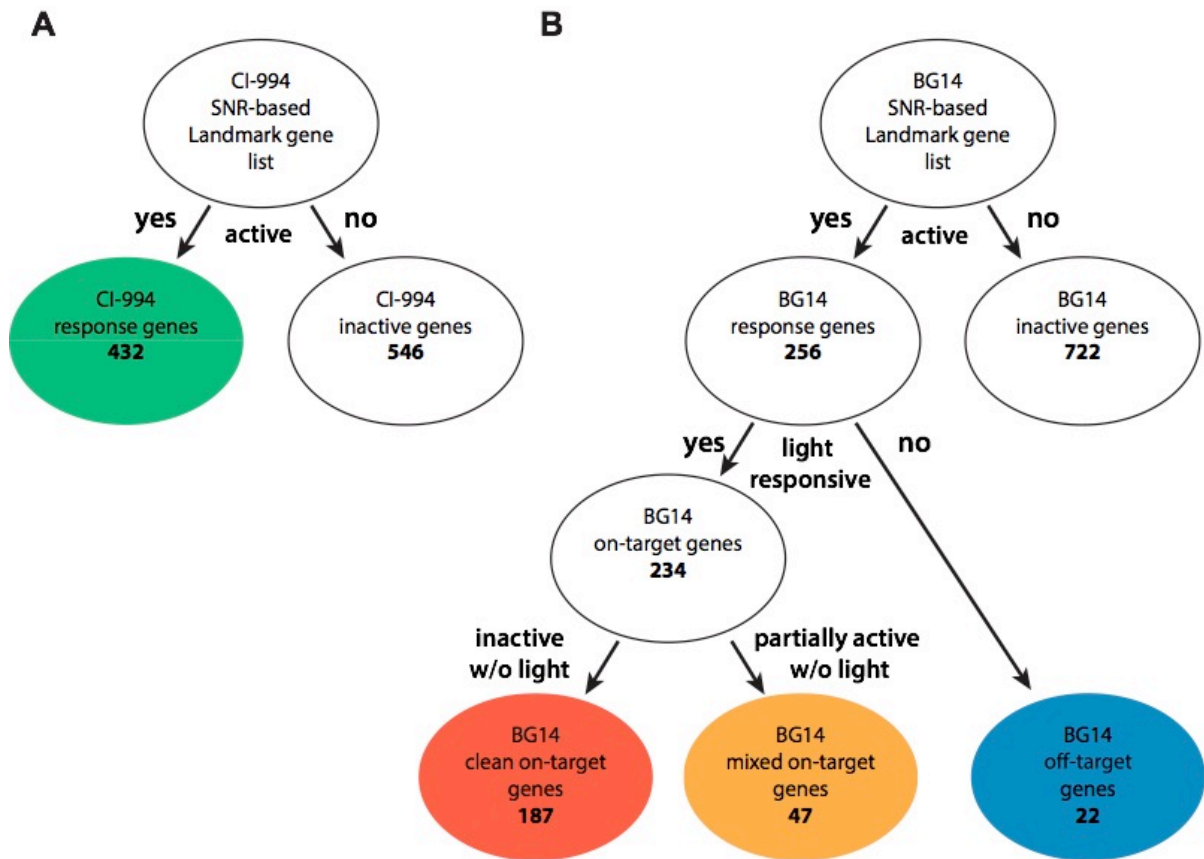 A
CI-994
SNR-based
Landmark gene
list
yes
active
no
CI-994
response genes
432
CI-994
inactive genes
546
B
BG14
SNR-based
Landmark gene
list
yes
active
no
BG14
response genes
256
BG14
inactive genes
722
yes
light
responsive
no
BG14
on-target genes
234
inactive
w/o light
partially active
w/o light
BG14
clean on-target
genes
187
BG14
mixed on-target
genes
47
BG14
off-target
genes
22